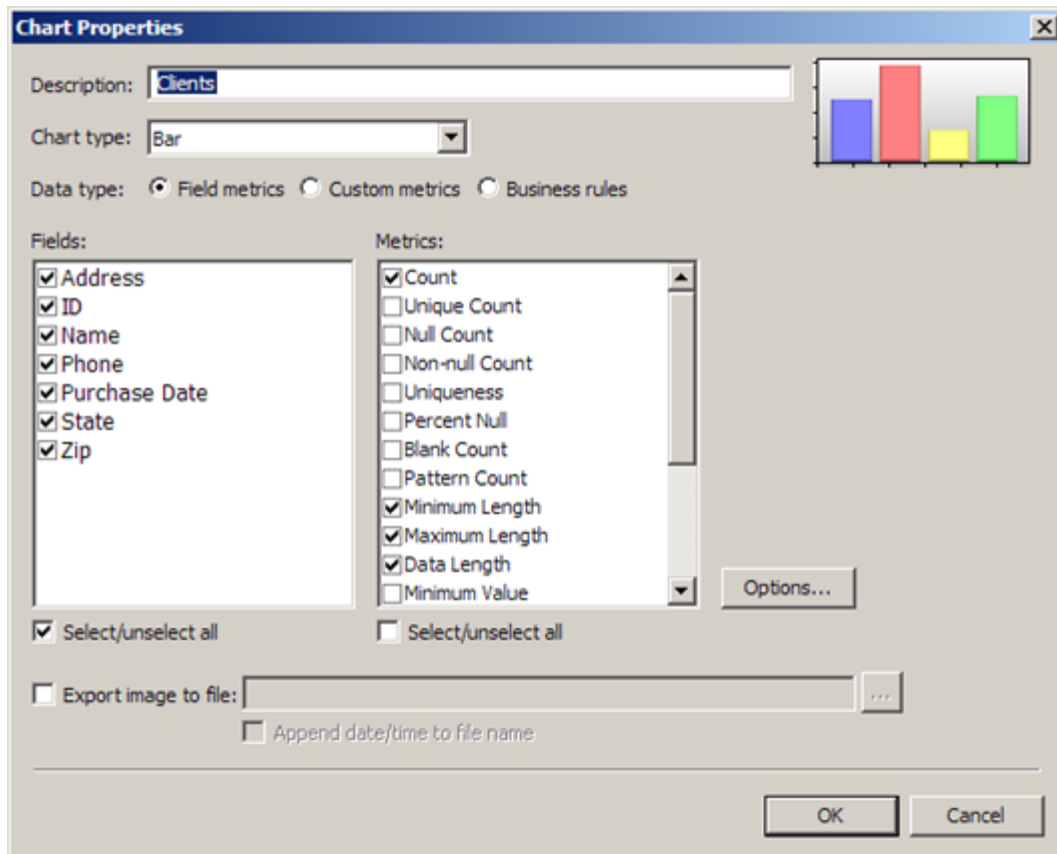 Chart Properties
Description: Clients
Chart type: Bar
Data type: Field metrics Custom metrics Business rules
Fields:
Address
ID
Name
Phone
Purchase Date
State
Zip
Select/unselect all
Metrics:
Count
Unique Count
Null Count
Non-null Count
Uniqueness
Percent Null
Blank Count
Pattern Count
Minimum Length
Maximum Length
Data Length
Minimum Value
Select/unselect all
Options...
Export image to file: ...
Append date/time to file name
OK Cancel